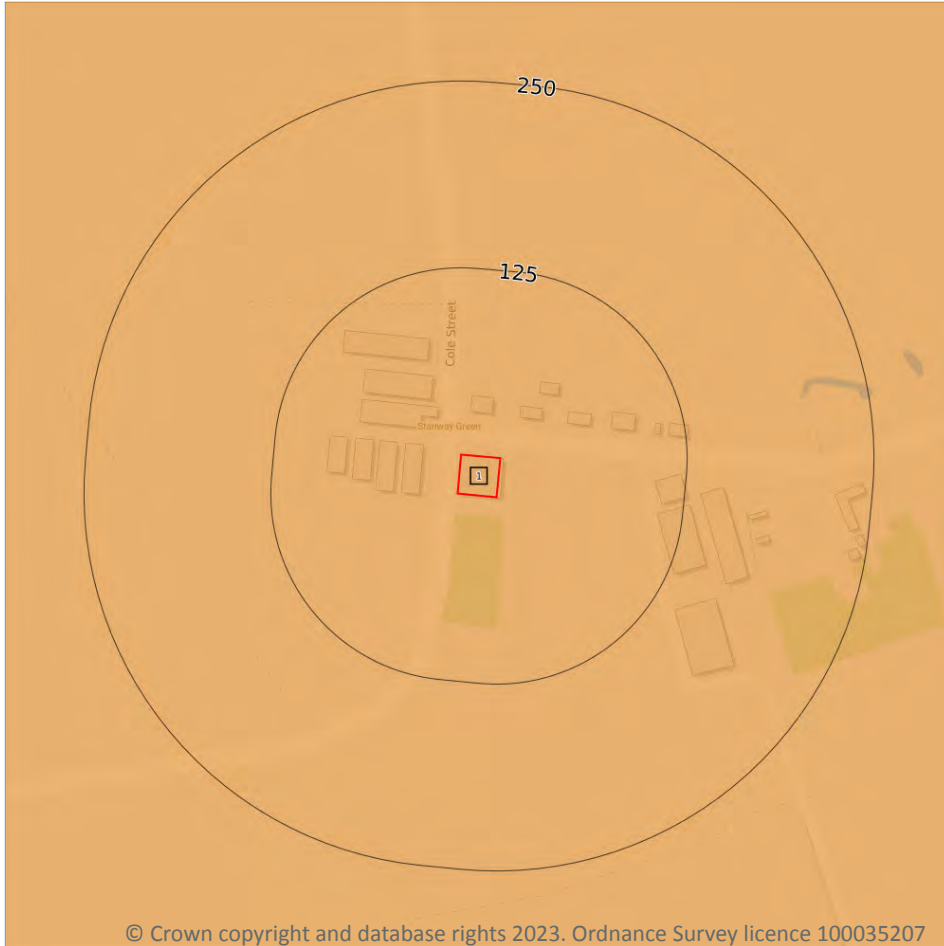 250
125
Cole Street
Stanway Green
1
© Crown copyright and database rights 2023. Ordnance Survey licence 100035207